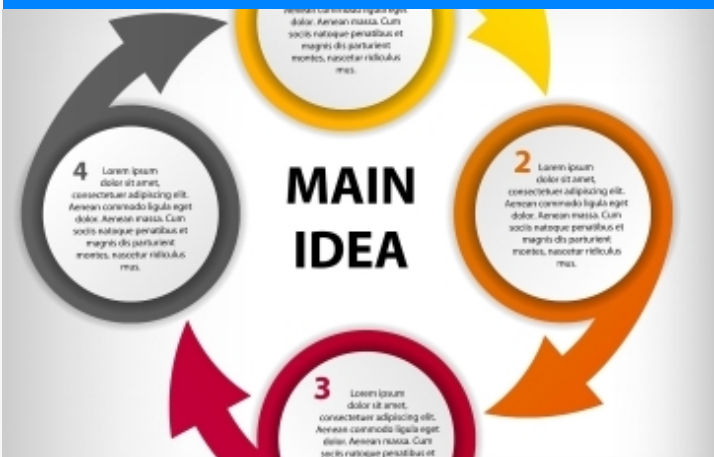 Aenean commodo ligula eget
dolor. Aenean massa. Cum
sociis natoque penatibus et
magnis dis parturient
montes, nascetur ridiculus
mus.
4 Lorem ipsum
dolor sit amet,
consectetuer adipiscing elit.
Aenean commodo ligula eget
dolor. Aenean massa. Cum
sociis natoque penatibus et
magnis dis parturient
montes, nascetur ridiculus
mus.
MAIN
IDEA
2 Lorem ipsum
dolor sit amet,
consectetuer adipiscing elit.
Aenean commodo ligula eget
dolor. Aenean massa. Cum
sociis natoque penatibus et
magnis dis parturient
montes, nascetur ridiculus
mus.
3 Lorem ipsum
dolor sit amet,
consectetuer adipiscing elit.
Aenean commodo ligula eget
dolor. Aenean massa. Cum
sociis natoque penatibus et